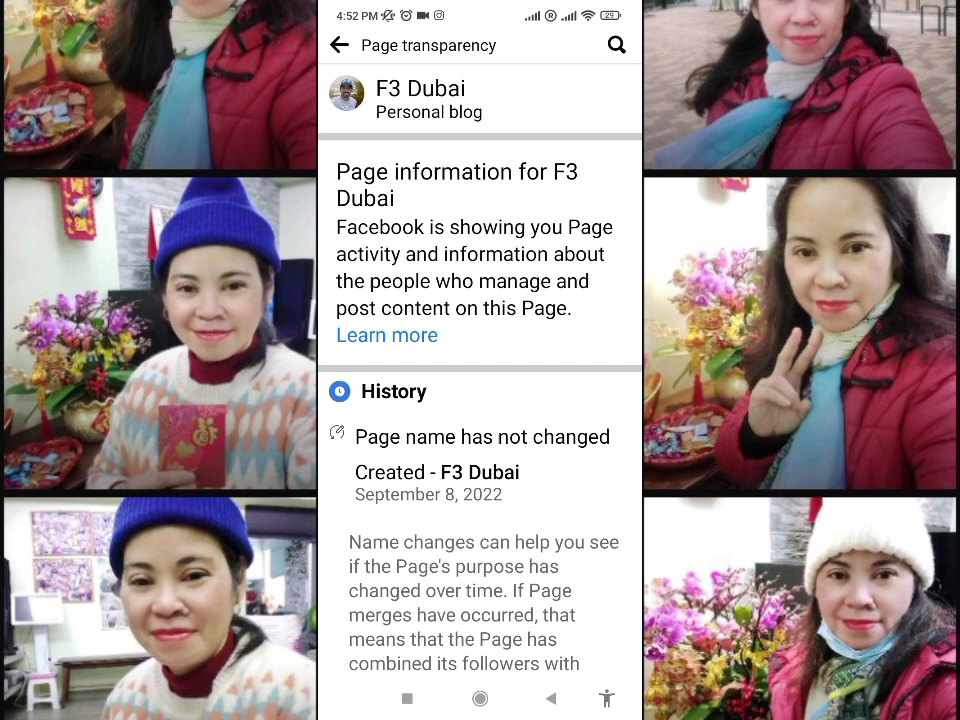 4:52 PM
29
Page transparency
F3 Dubai
Personal blog
Page information for F3
Dubai
Facebook is showing you Page
activity and information about
the people who manage and
post content on this Page.
Learn more
History
Page name has not changed
Created - F3 Dubai
September 8, 2022
Name changes can help you see
if the Page's purpose has
changed over time. If Page
merges have occurred, that
means that the Page has
combined its followers with
福